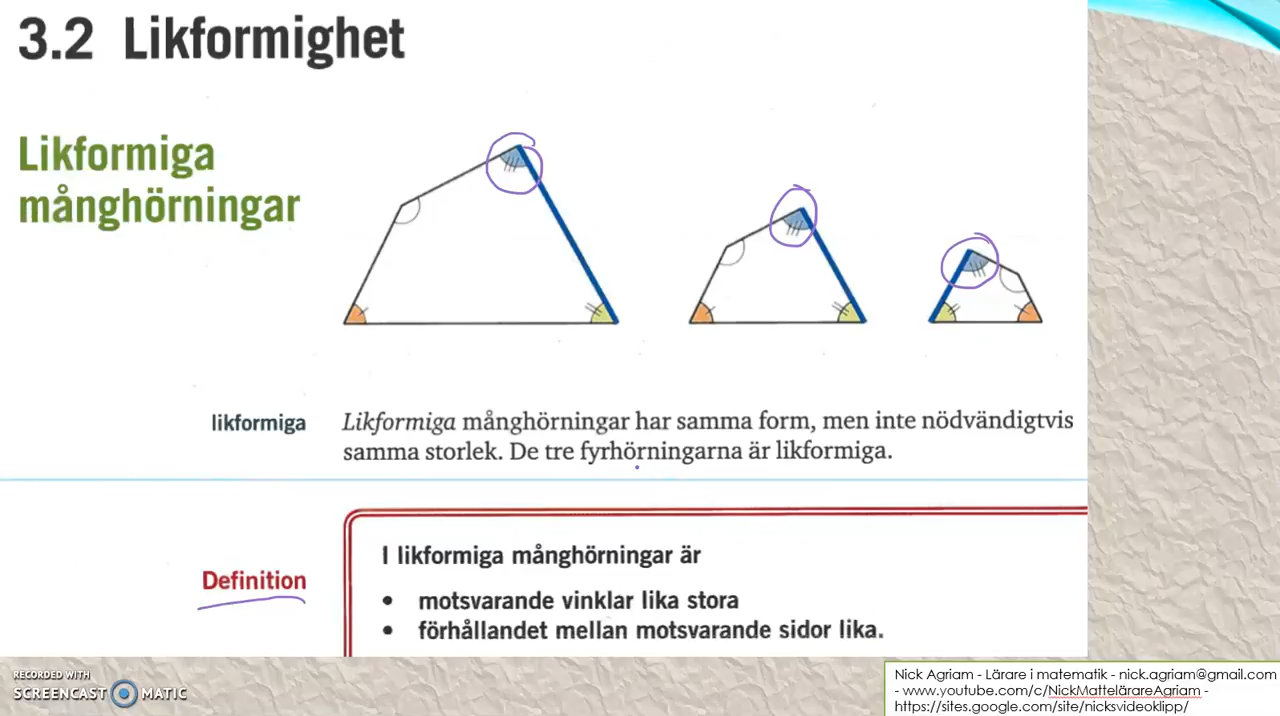 3.2 Likformighet
Likformiga
månghörningar
likformiga
Likformiga månghörningar har samma form, men inte nödvändigtvis
samma storlek. De tre fyrhörningarna är likformiga.
Definition
I likformiga månghörningar är
• motsvarande vinklar lika stora
• förhållandet mellan motsvarande sidor lika.
RECORDED WITH
SCREENCAST MATIC
Nick Agriam - Lärare i matematik - nick.agriam@gmail.com
- www.youtube.com/c/NickMattelärareAgriam -
https://sites.google.com/site/nicksvideoklipp/